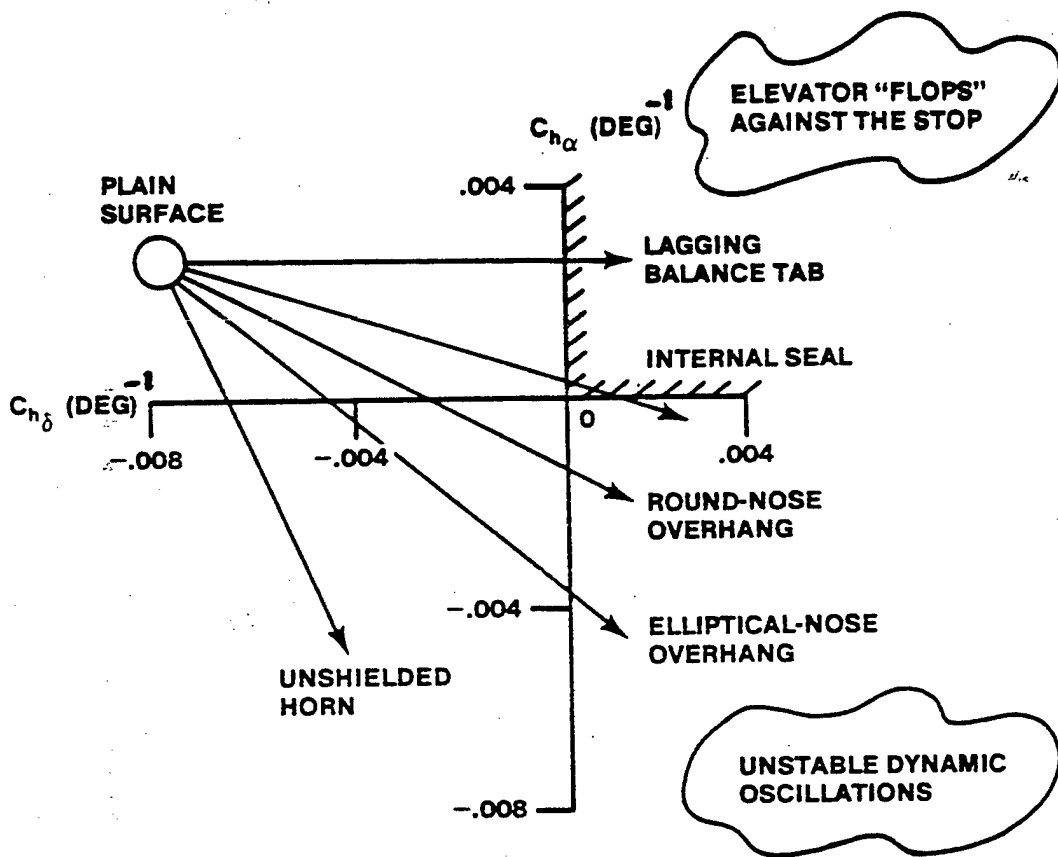 ELEVATOR "FLOPS"
AGAINST THE STOP
C_hα (DEG)^-1
.004
PLAIN
SURFACE
LAGGING
BALANCE TAB
INTERNAL SEAL
C_hδ (DEG)^-1
0
-.008
-.004
.004
ROUND-NOSE
OVERHANG
-.004
ELLIPTICAL-NOSE
OVERHANG
UNSHIELDED
HORN
UNSTABLE DYNAMIC
OSCILLATIONS
-.008